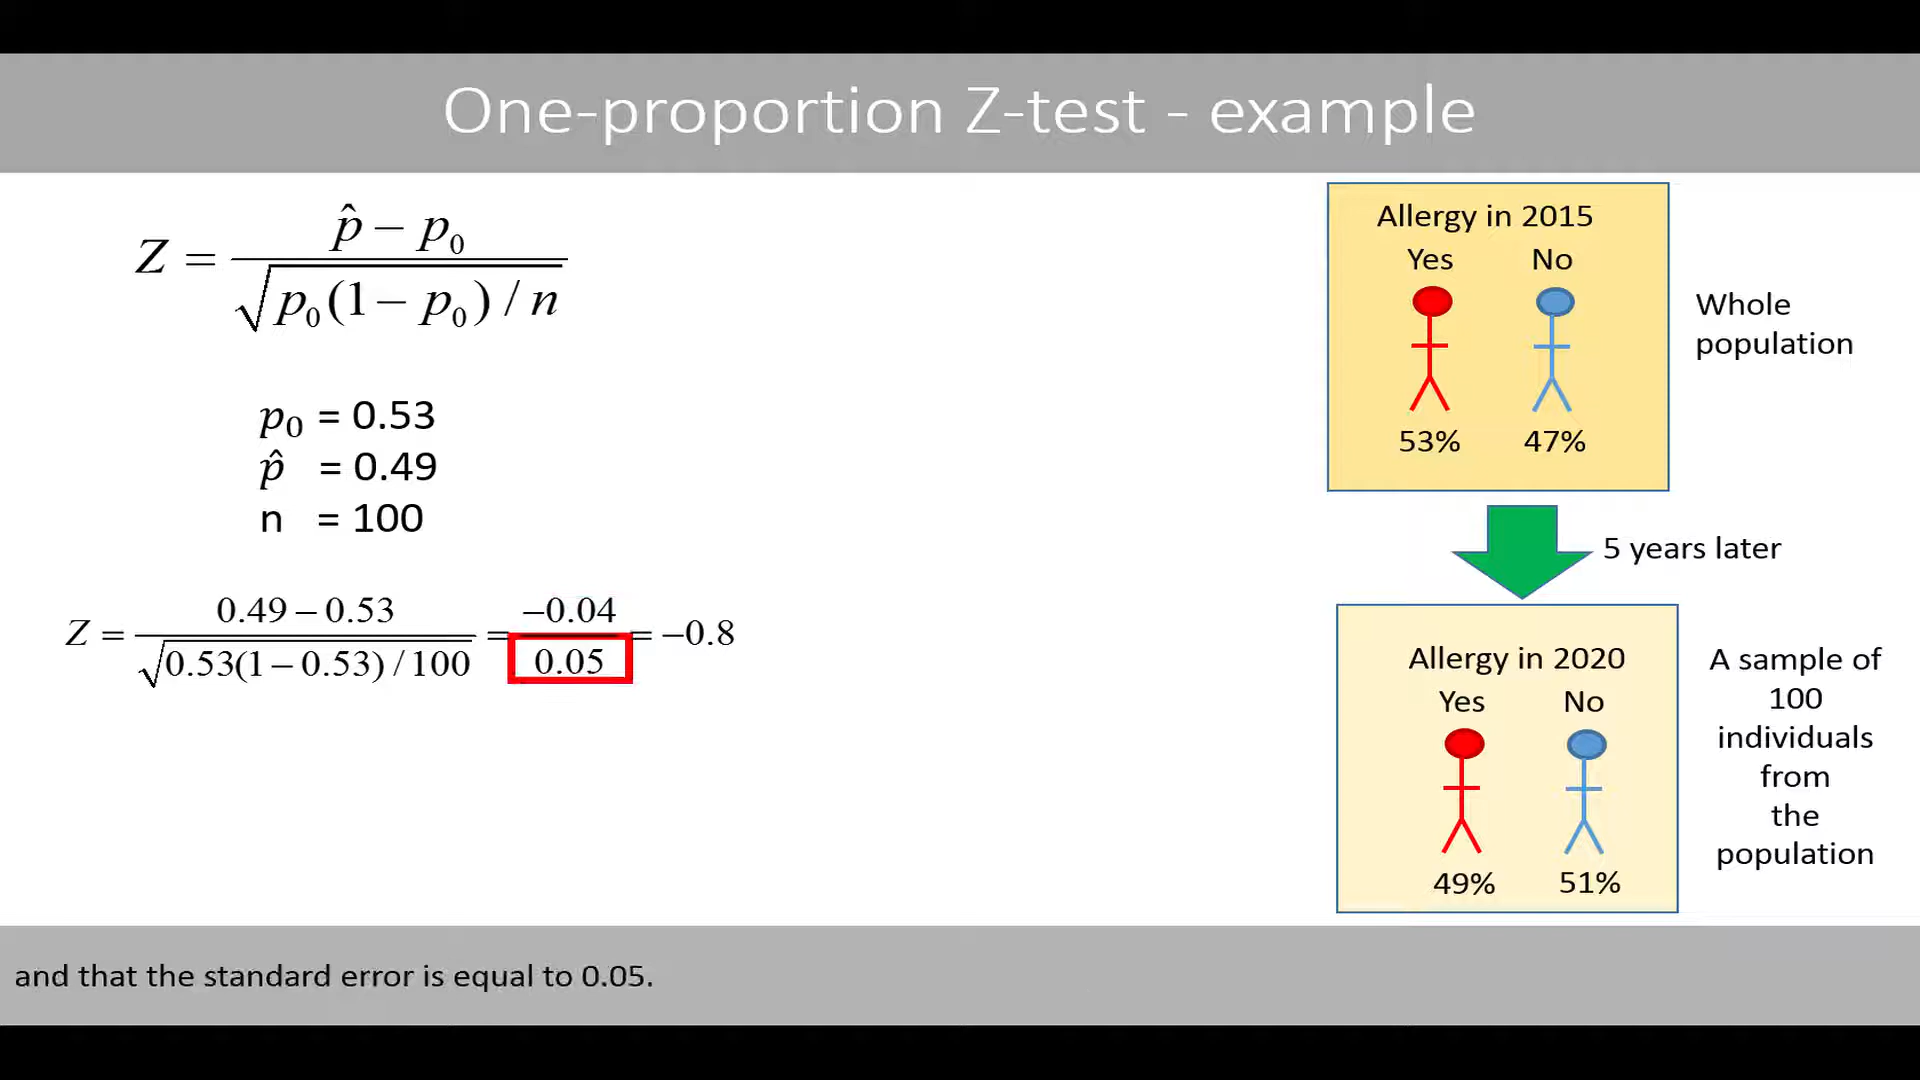 One-proportion Z-test - example
Z = p̂ − p₀ / √p₀(1 − p₀) / n
p₀ = 0.53
p̂ = 0.49
n = 100
Z = 0.49 − 0.53 / √0.53(1 − 0.53) / 100 = −0.04 / 0.05 = −0.8
Allergy in 2015
Yes No
53% 47%
Whole
population
5 years later
Allergy in 2020
Yes No
49% 51%
A sample of
100
individuals
from
the
population
and that the standard error is equal to 0.05.